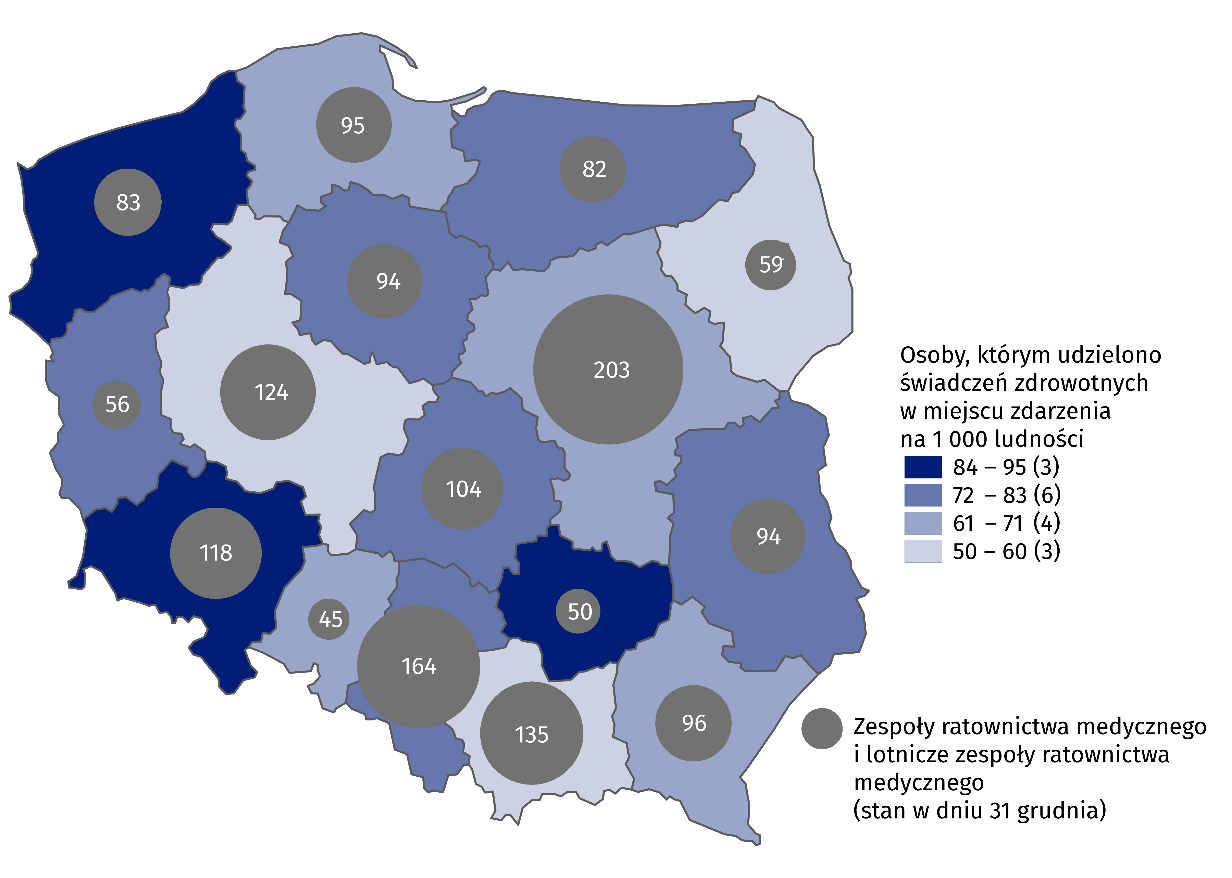 95
82
83
59
94
203
124
56
104
118
94
50
45
164
96
135
Osoby, którym udzielono
świadczeń zdrowotnych
w miejscu zdarzenia
na 1 000 ludności
84 – 95 (3)
72 – 83 (6)
61 – 71 (4)
50 – 60 (3)
Zespoły ratownictwa medycznego
i lotnicze zespoły ratownictwa
medycznego
(stan w dniu 31 grudnia)